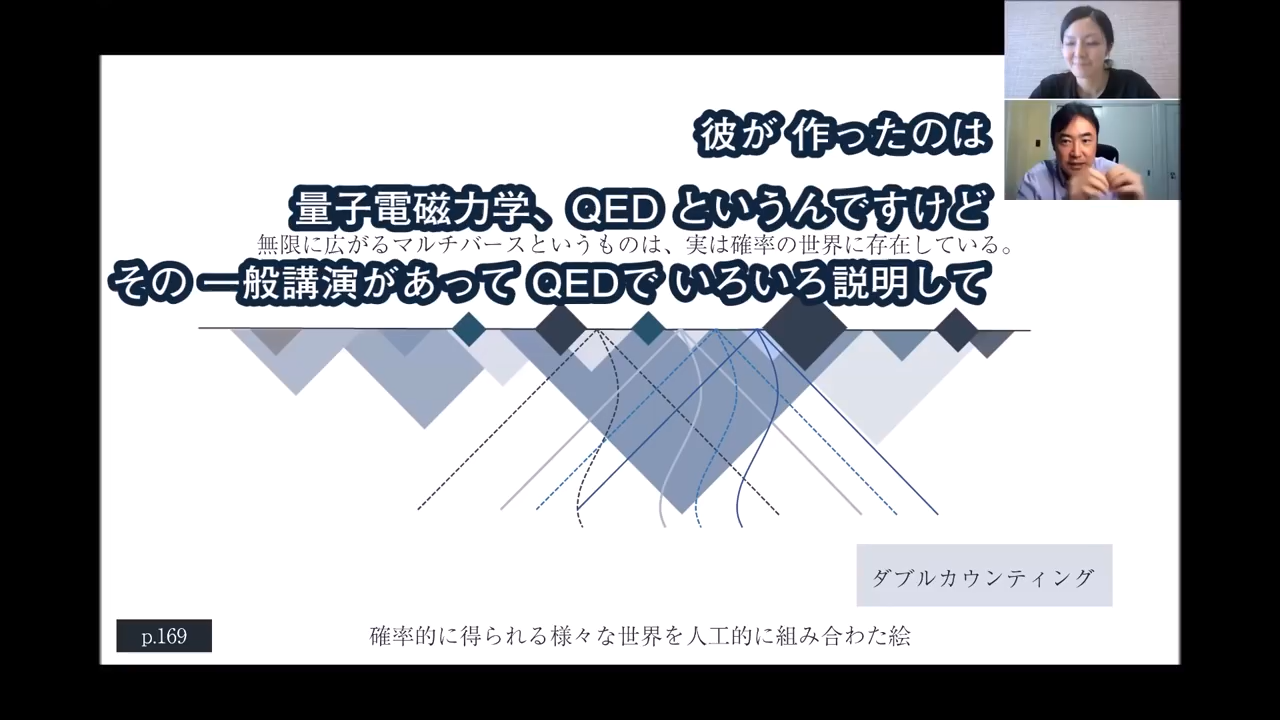 彼が 作ったのは
量子電磁力学、QED というんですけど
無限に広がるマルチバースというものは、実は確率の世界に存在している。
その 一般講演があって QEDで いろいろ説明して
ダブルカウンティング
p.169
確率的に得られる様々な世界を人工的に組み合わた絵